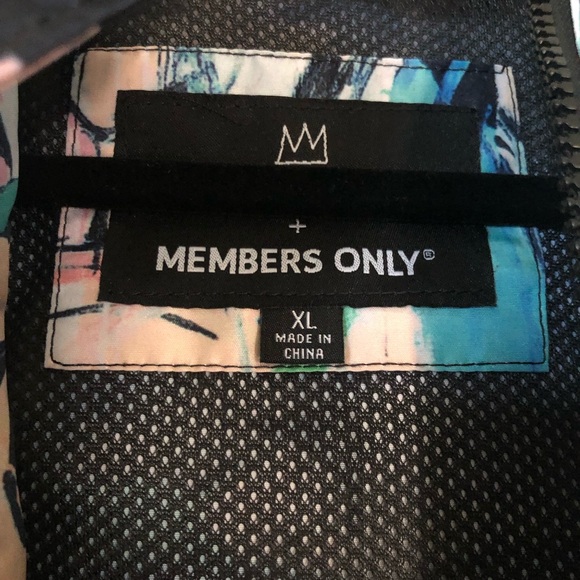 +
MEMBERS ONLY®
XL
MADE IN
CHINA